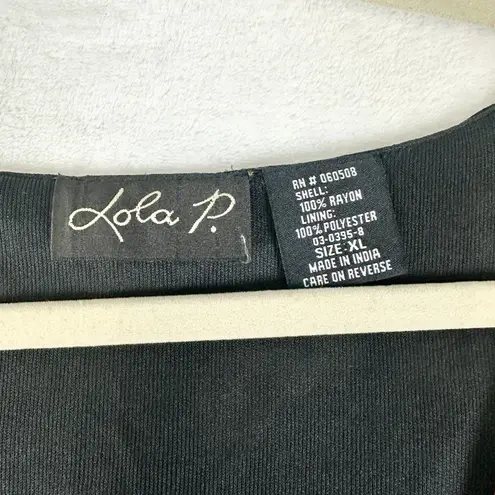 Lola P.
RN # 060508
SHELL:
100% RAYON
LINING:
100% POLYESTER
03-0395-8
SIZE: XL
MADE IN INDIA
CARE ON REVERSE